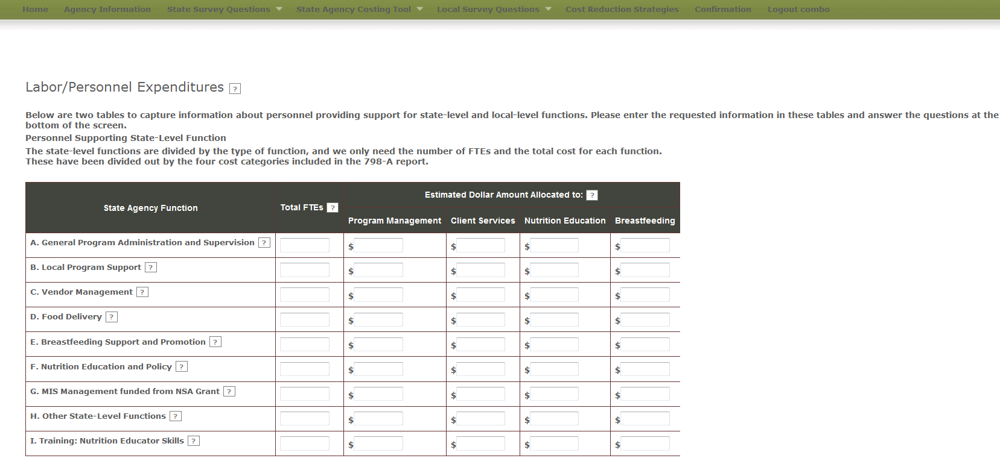 Home Agency Information State Survey Questions State Agency Costing Tool Local Survey Questions Cost Reduction Strategies Confirmation Logout combo
Labor/Personnel Expenditures ?
Below are two tables to capture information about personnel providing support for state-level and local-level functions. Please enter the requested information in these tables and answer the questions at the
bottom of the screen.
Personnel Supporting State-Level Function
The state-level functions are divided by the type of function, and we only need the number of FTEs and the total cost for each function.
These have been divided out by the four cost categories included in the 798-A report.
State Agency Function Total FTEs ? Estimated Dollar Amount Allocated to: ?
Program Management Client Services Nutrition Education Breastfeeding
A. General Program Administration and Supervision ? $ $ $ $
B. Local Program Support ? $ $ $ $
C. Vendor Management ? $ $ $ $
D. Food Delivery ? $ $ $ $
E. Breastfeeding Support and Promotion ? $ $ $ $
F. Nutrition Education and Policy ? $ $ $ $
G. MIS Management funded from NSA Grant ? $ $ $ $
H. Other State-Level Functions ? $ $ $ $
I. Training: Nutrition Educator Skills ? $ $ $ $